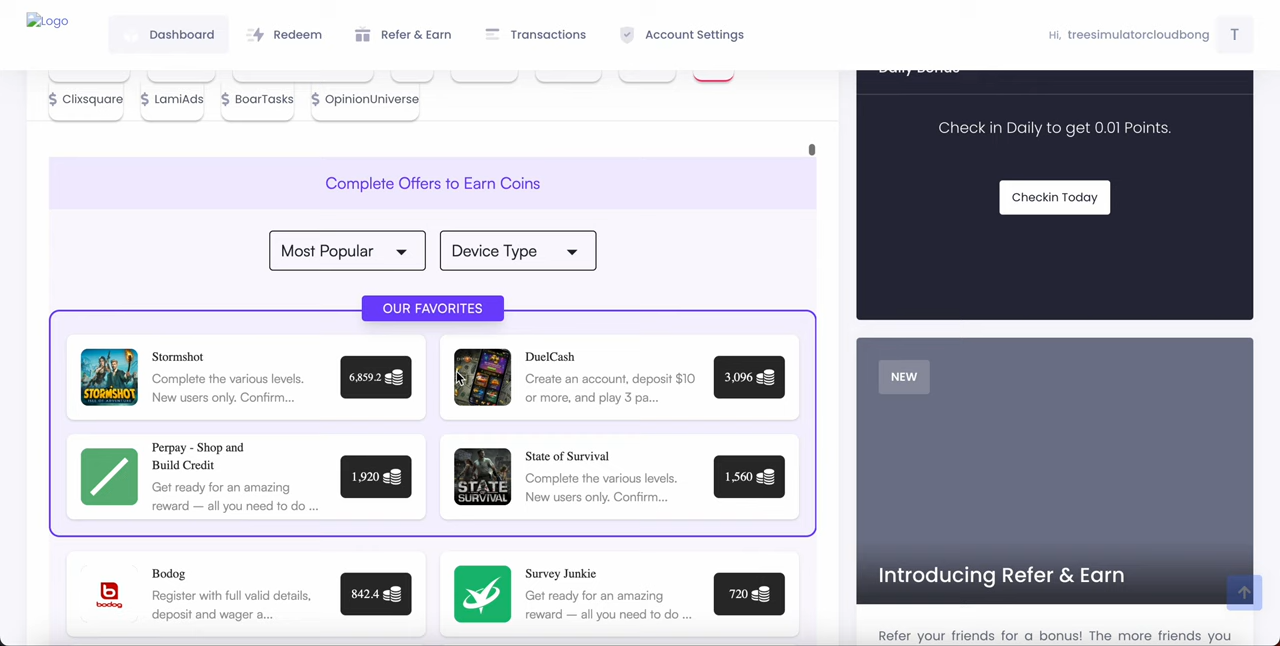 Logo
Dashboard
Redeem
Refer & Earn
Transactions
Account Settings
Hi, treesimulatorcloudbong
T
$ Clixsquare
$ LamiAds
$ BoarTasks
$ OpinionUniverse
Complete Offers to Earn Coins
Most Popular
Device Type
OUR FAVORITES
Stormshot
Complete the various levels.
New users only. Confirm...
6,859.2
STORMSHOT
DuelCash
Create an account, deposit $10
or more, and play 3 pa...
3,096
Perpay - Shop and
Build Credit
Get ready for an amazing
reward — all you need to do ...
1,920
State of Survival
Complete the various levels.
New users only. Confirm...
1,560
STATE
SURVIVAL
Bodog
Register with full valid details,
deposit and wager a...
842.4
b
bodog
Survey Junkie
Get ready for an amazing
reward — all you need to do ...
720
Daily Bonus
Check in Daily to get 0.01 Points.
Checkin Today
NEW
Introducing Refer & Earn
Refer your friends for a bonus! The more friends you